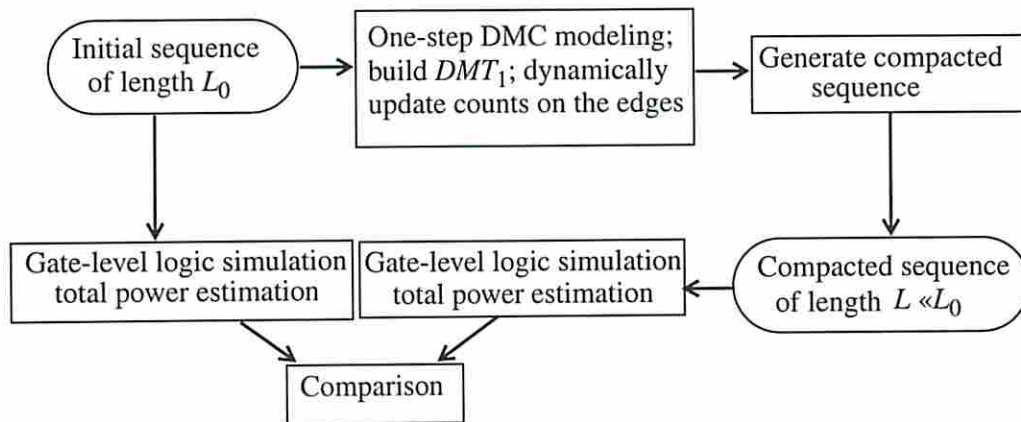 Initial sequence
of length L₀
One-step DMC modeling;
build DMT₁; dynamically
update counts on the edges
Generate compacted
sequence
Gate-level logic simulation
total power estimation
Gate-level logic simulation
total power estimation
Compacted sequence
of length L «L₀
Comparison